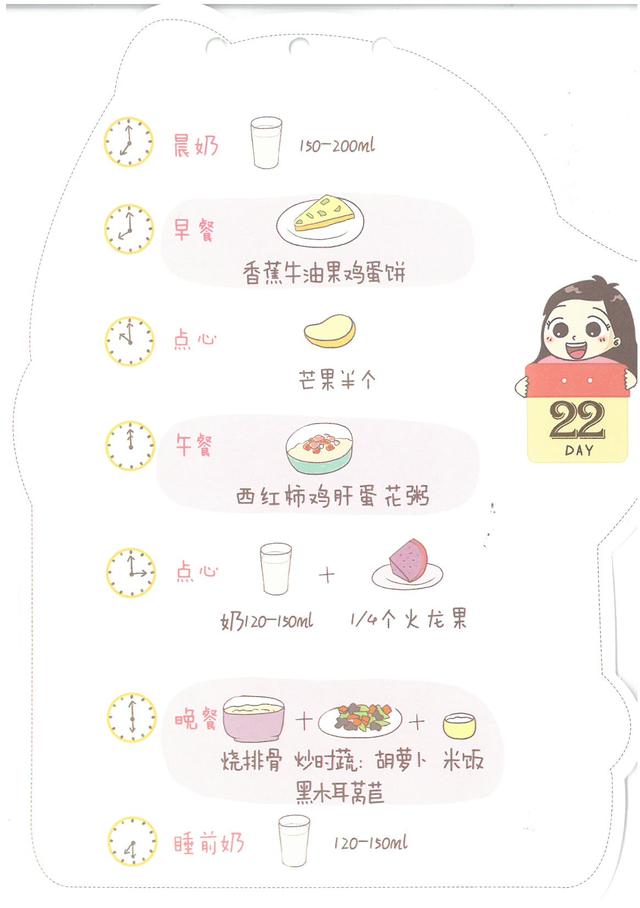 晨奶 150-200ml
早餐
香蕉牛油果鸡蛋饼
点心
芒果半个
22
DAY
午餐
西红柿鸡肝蛋花粥
点心
+
奶120-150ml 1/4个火龙果
晚餐 + +
烧排骨 炒时蔬：胡萝卜 米饭
黑木耳莴苣
睡前奶 120-150ml